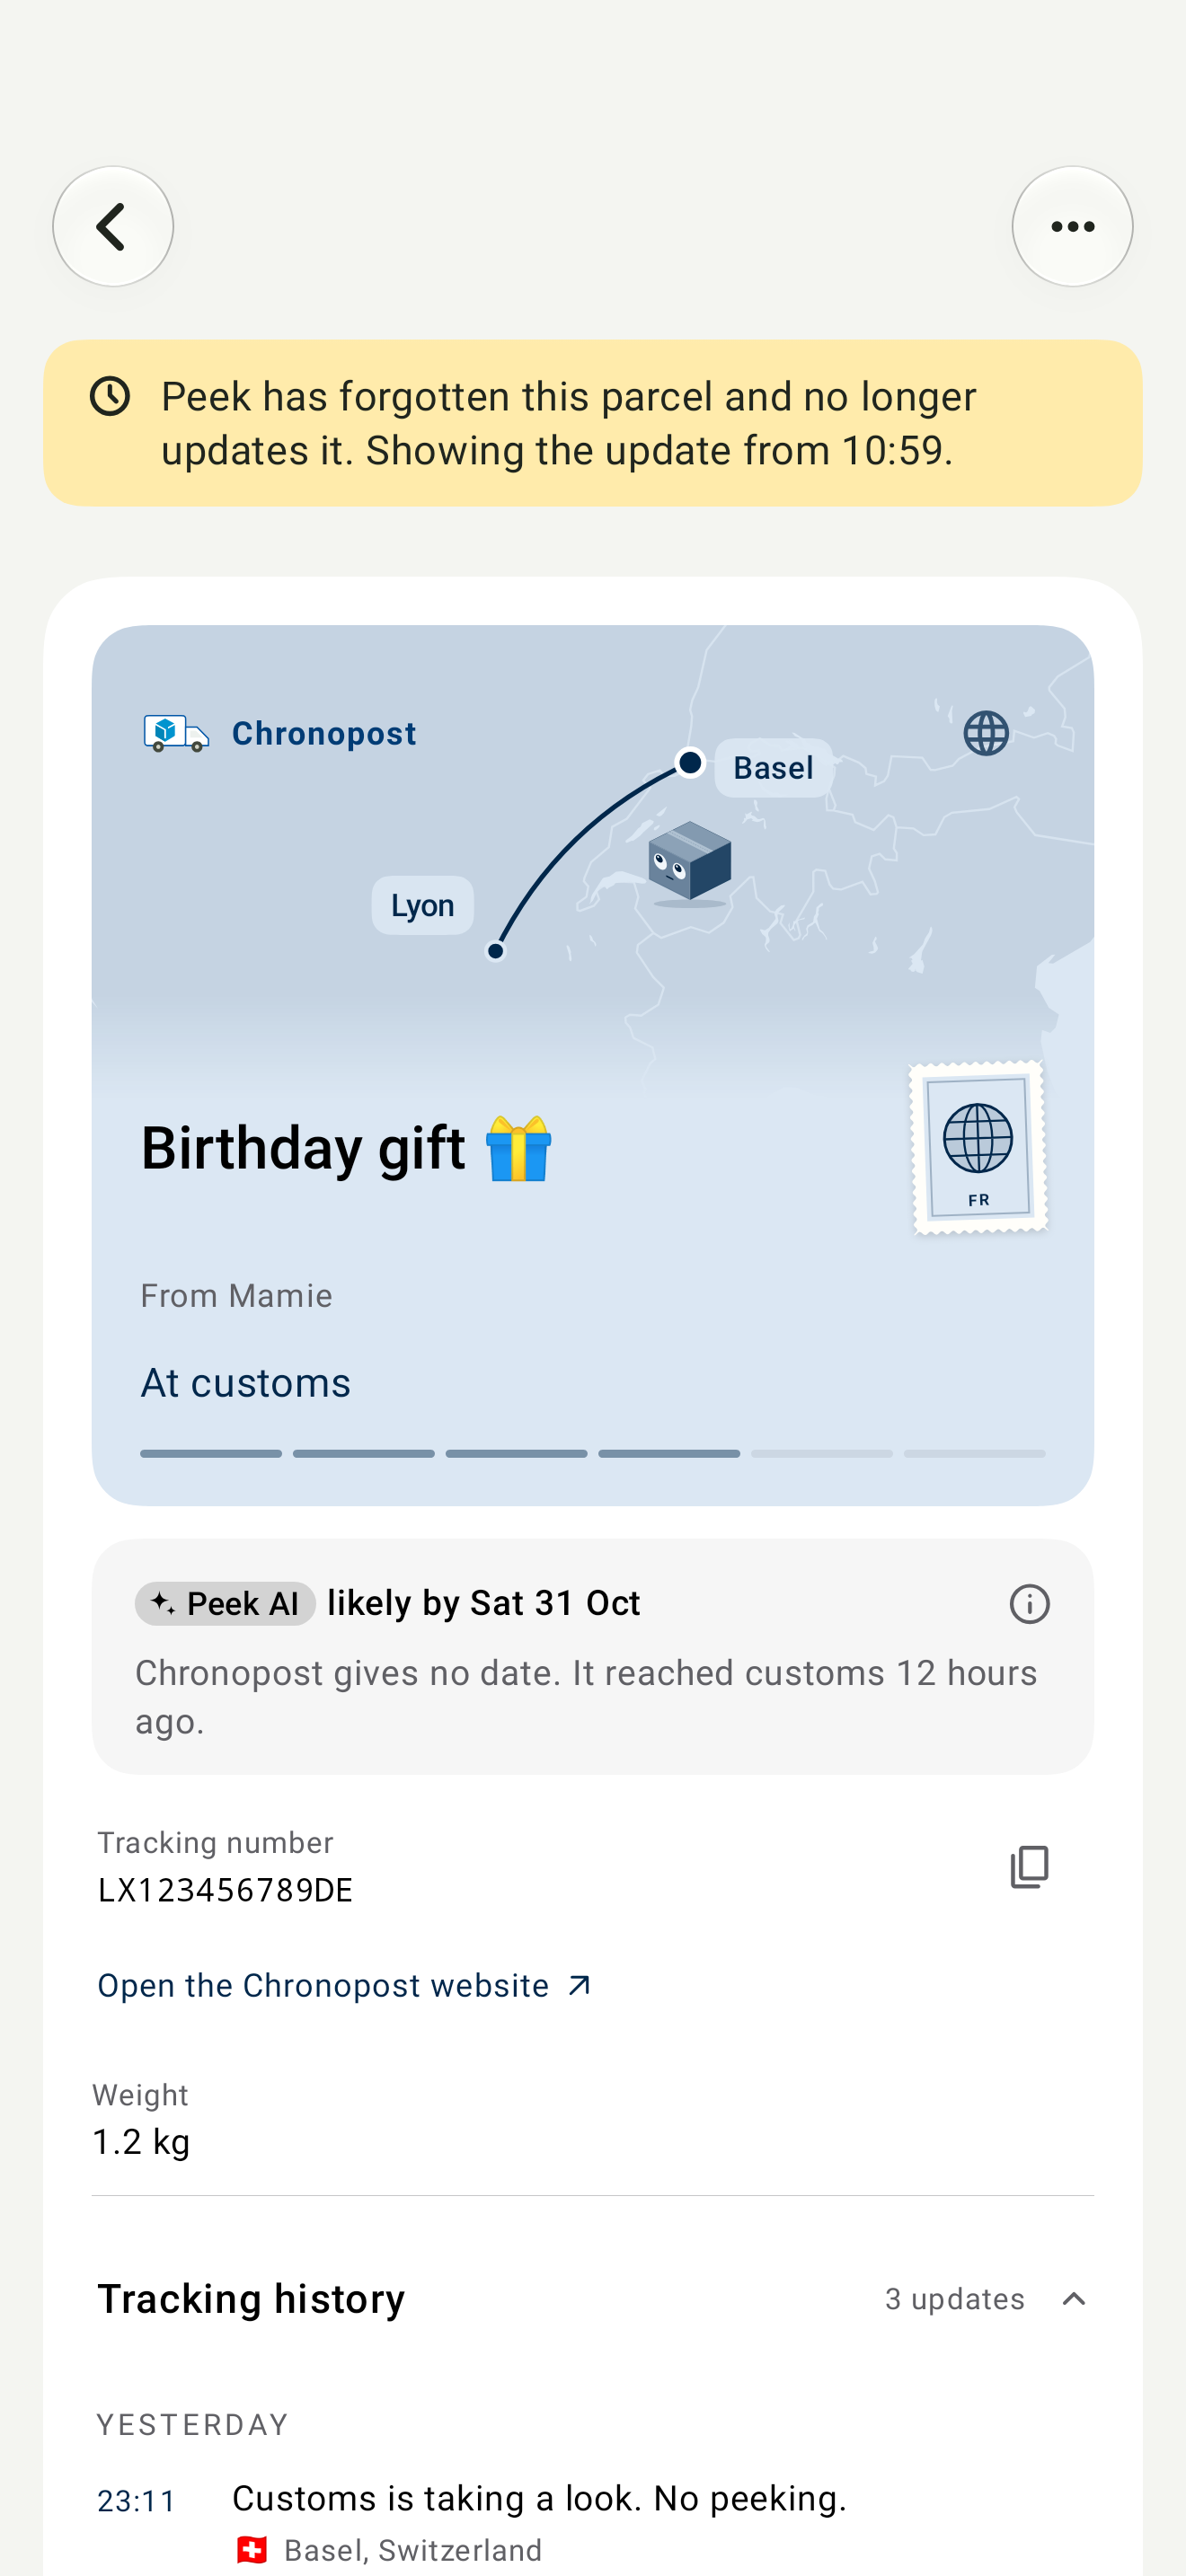 Peek has forgotten this parcel and no longer
updates it. Showing the update from 10:59.
Chronopost
Basel
Lyon
Birthday gift 🎁
FR
From Mamie
At customs
Peek AI likely by Sat 31 Oct
Chronopost gives no date. It reached customs 12 hours
ago.
Tracking number
LX123456789DE
Open the Chronopost website
Weight
1.2 kg
Tracking history
3 updates
YESTERDAY
23:11
Customs is taking a look. No peeking.
🇨🇭 Basel, Switzerland